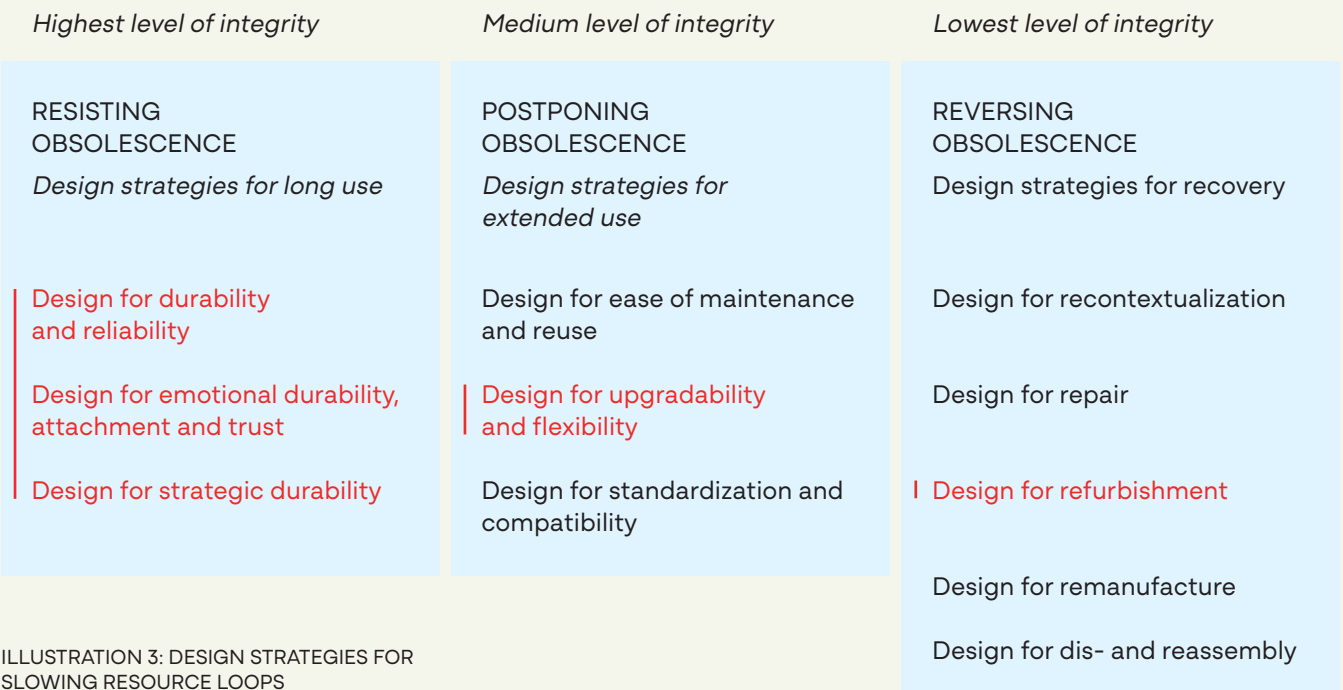 Highest level of integrity
RESISTING
OBSOLESCENCE
Design strategies for long use
Design for durability
and reliability
Design for emotional durability,
attachment and trust
Design for strategic durability
Medium level of integrity
POSTPONING
OBSOLESCENCE
Design strategies for
extended use
Design for ease of maintenance
and reuse
Design for upgradability
and flexibility
Design for standardization and
compatibility
Lowest level of integrity
REVERSING
OBSOLESCENCE
Design strategies for recovery
Design for recontextualization
Design for repair
Design for refurbishment
Design for remanufacture
Design for dis- and reassembly
ILLUSTRATION 3: DESIGN STRATEGIES FOR
SLOWING RESOURCE LOOPS